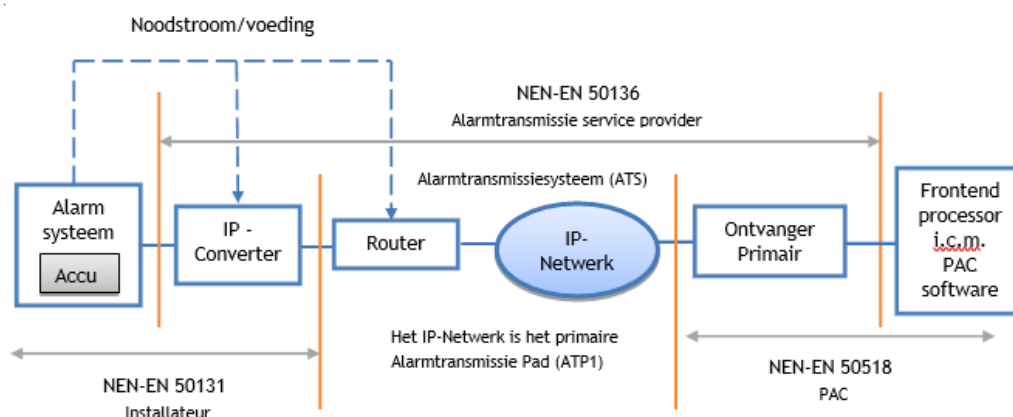 Noodstroom/voeding
NEN-EN 50136
Alarmtransmissie service provider
Alarmtransmissiesysteem (ATS)
Alarm
systeem
Accu
IP -
Converter
Router
IP-
Netwerk
Ontvanger
Primair
Frontend
processor
i.c.m.
PAC
software
Het IP-Netwerk is het primaire
Alarmtransmissie Pad (ATP1)
NEN-EN 50131
Installateur
NEN-EN 50518
PAC